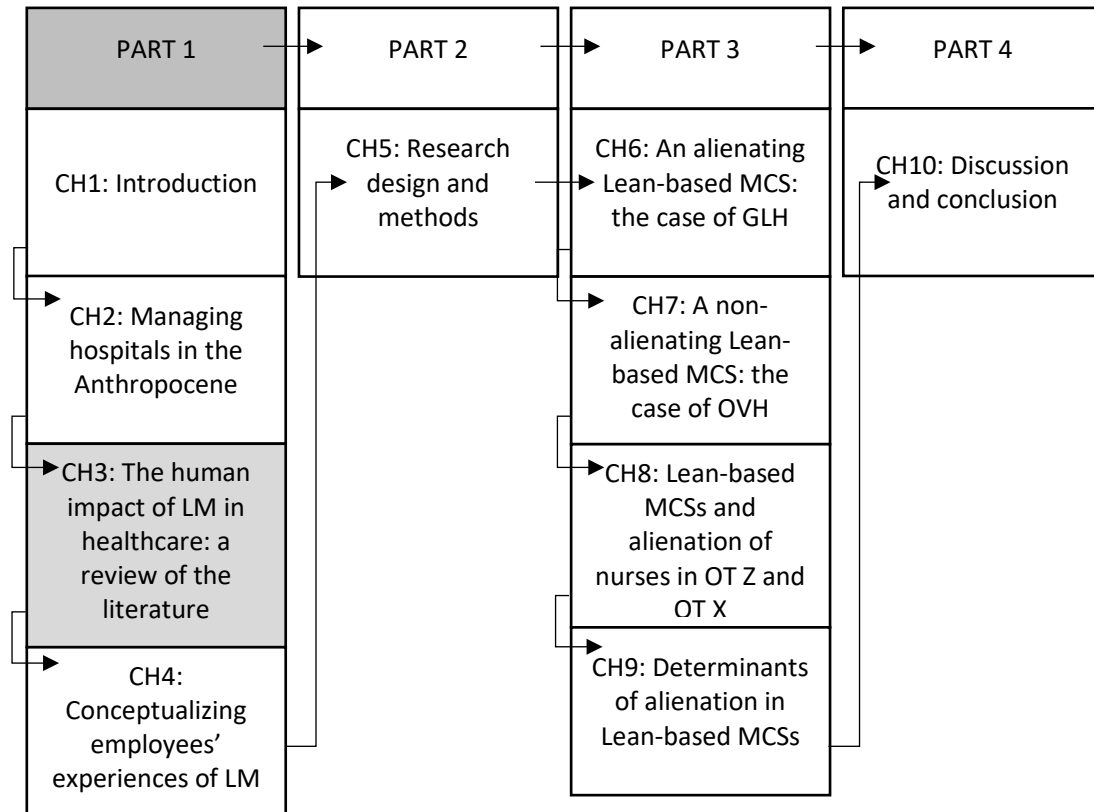 PART 1
CH1: Introduction
CH2: Managing
hospitals in the
Anthropocene
CH3: The human
impact of LM in
healthcare: a
review of the
literature
CH4:
Conceptualizing
employees’
experiences of LM
PART 2
CH5: Research
design and
methods
PART 3
CH6: An alienating
Lean-based MCS:
the case of GLH
CH7: A non-
alienating Lean-
based MCS: the
case of OVH
CH8: Lean-based
MCSs and
alienation of
nurses in OT Z and
OT X
CH9: Determinants
of alienation in
Lean-based MCSs
PART 4
CH10: Discussion
and conclusion